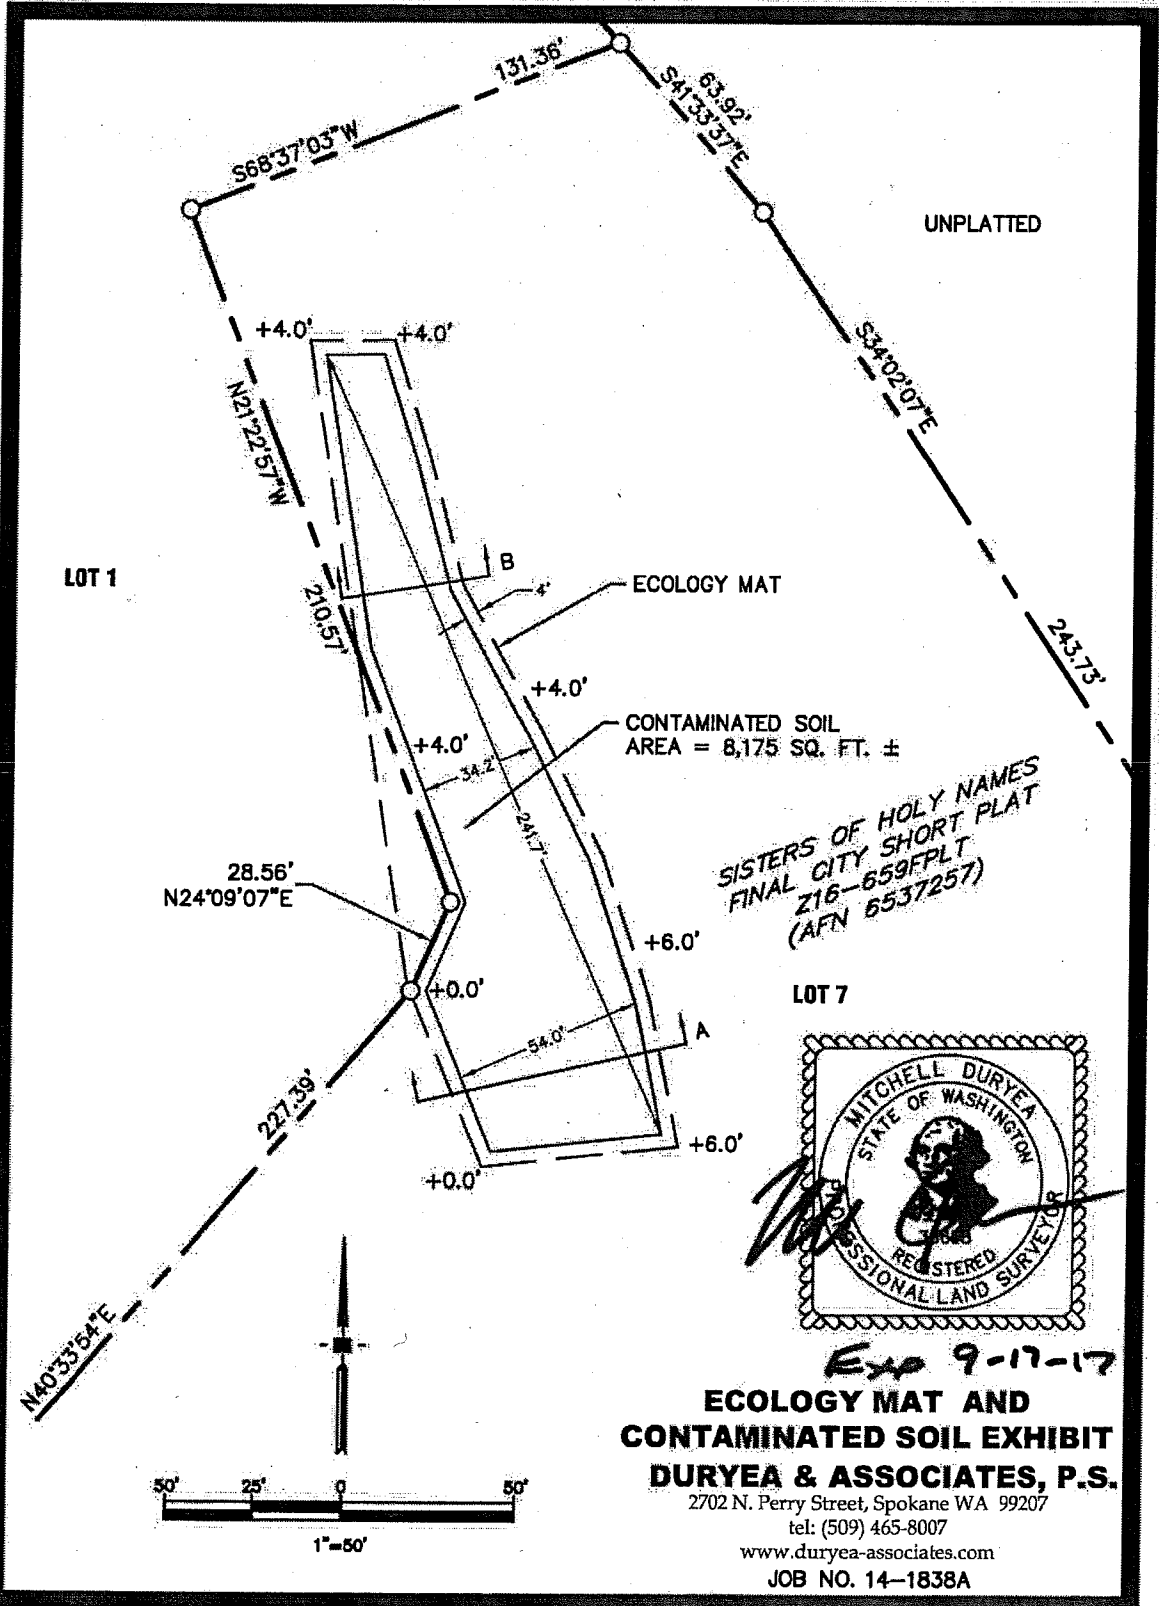 131.36'
S68°37'03"W
63.92'
S41°33'37"E
UNPLATTED
+4.0'
+4.0'
S34°02'07"E
N21°22'57"W
LOT 1
B
210.57'
4'
ECOLOGY MAT
243.73'
+4.0'
+4.0'
CONTAMINATED SOIL
AREA = 8,175 SQ. FT. ±
34.2'
241.7'
SISTERS OF HOLY NAMES
FINAL CITY SHORT PLAT
Z16-659FPLT
(AFN 6537257)
28.56'
N24°09'07"E
+6.0'
+0.0'
LOT 7
54.0'
A
227.39'
+6.0'
+0.0'
MITCHELL DURYEA
STATE OF WASHINGTON
REGISTERED
PROFESSIONAL LAND SURVEYOR
N40°33'54"E
Exp 9-17-17
ECOLOGY MAT AND
CONTAMINATED SOIL EXHIBIT
DURYEA & ASSOCIATES, P.S.
2702 N. Perry Street, Spokane WA 99207
tel: (509) 465-8007
www.duryea-associates.com
JOB NO. 14-1838A
50' 25' 0 50'
1"=50'